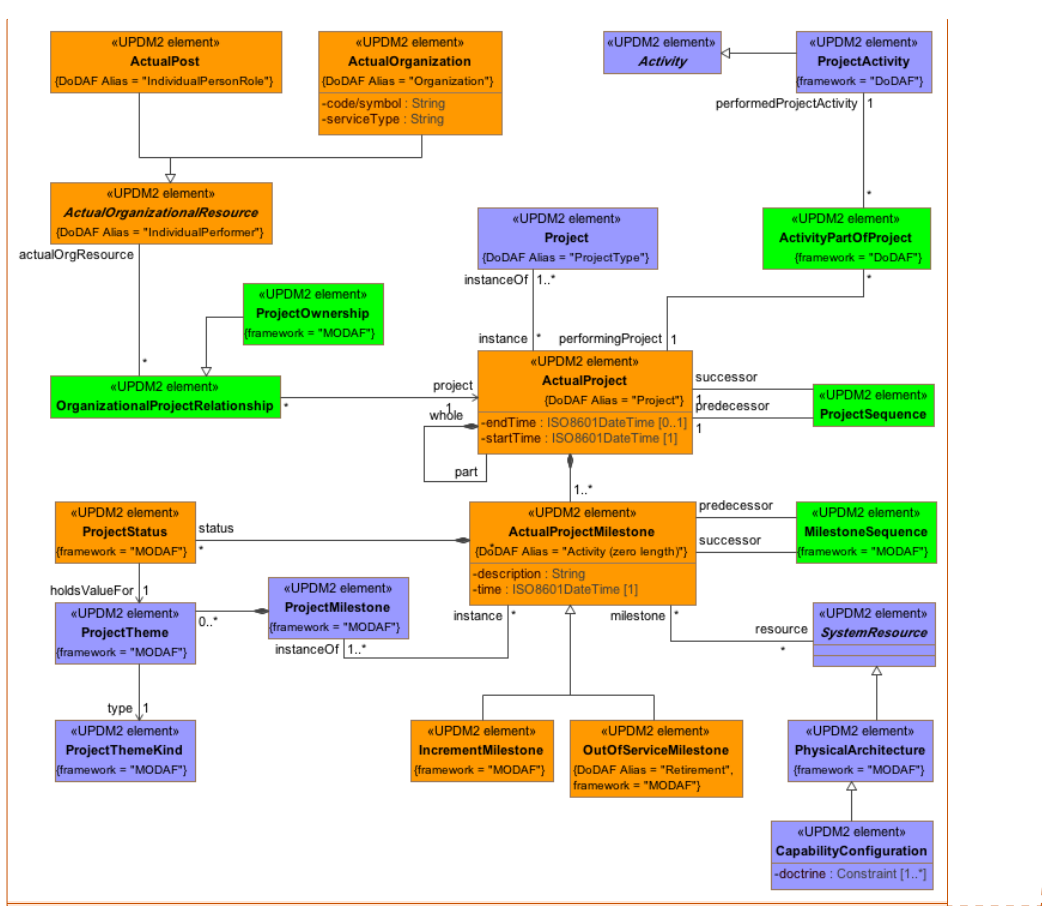 «UPDM2 element»
ActualPost
{DoDAF Alias = "IndividualPersonRole"}
«UPDM2 element»
ActualOrganization
{DoDAF Alias = "Organization"}
-code/symbol : String
-serviceType : String
«UPDM2 element»
Activity
«UPDM2 element»
ProjectActivity
{framework = "DoDAF"}
performedProjectActivity
1
*
«UPDM2 element»
ActualOrganizationalResource
{DoDAF Alias = "IndividualPerformer"}
actualOrgResource
*
«UPDM2 element»
Project
{DoDAF Alias = "ProjectType"}
instanceOf
1..*
instance
*
«UPDM2 element»
ActivityPartOfProject
{framework = "DoDAF"}
*
performingProject
1
«UPDM2 element»
ProjectOwnership
{framework = "MODAF"}
«UPDM2 element»
OrganizationalProjectRelationship
*
project
1
whole
part
«UPDM2 element»
ActualProject
{DoDAF Alias = "Project"}
-endTime : ISO8601DateTime [0..1]
-startTime : ISO8601DateTime [1]
successor
1
predecessor
1
«UPDM2 element»
ProjectSequence
1..*
«UPDM2 element»
ProjectStatus
{framework = "MODAF"}
status
*
«UPDM2 element»
ActualProjectMilestone
*
{DoDAF Alias = "Activity (zero length)"}
-description : String
-time : ISO8601DateTime [1]
predecessor
successor
«UPDM2 element»
MilestoneSequence
{framework = "MODAF"}
holdsValueFor
1
«UPDM2 element»
ProjectTheme
{framework = "MODAF"}
0..*
«UPDM2 element»
ProjectMilestone
{framework = "MODAF"}
instanceOf
1..*
instance
*
milestone
*
resource
*
«UPDM2 element»
SystemResource
type
1
«UPDM2 element»
ProjectThemeKind
{framework = "MODAF"}
«UPDM2 element»
IncrementMilestone
{framework = "MODAF"}
«UPDM2 element»
OutOfServiceMilestone
{DoDAF Alias = "Retirement",
framework = "MODAF"}
«UPDM2 element»
PhysicalArchitecture
{framework = "MODAF"}
«UPDM2 element»
CapabilityConfiguration
-doctrine : Constraint [1..*]